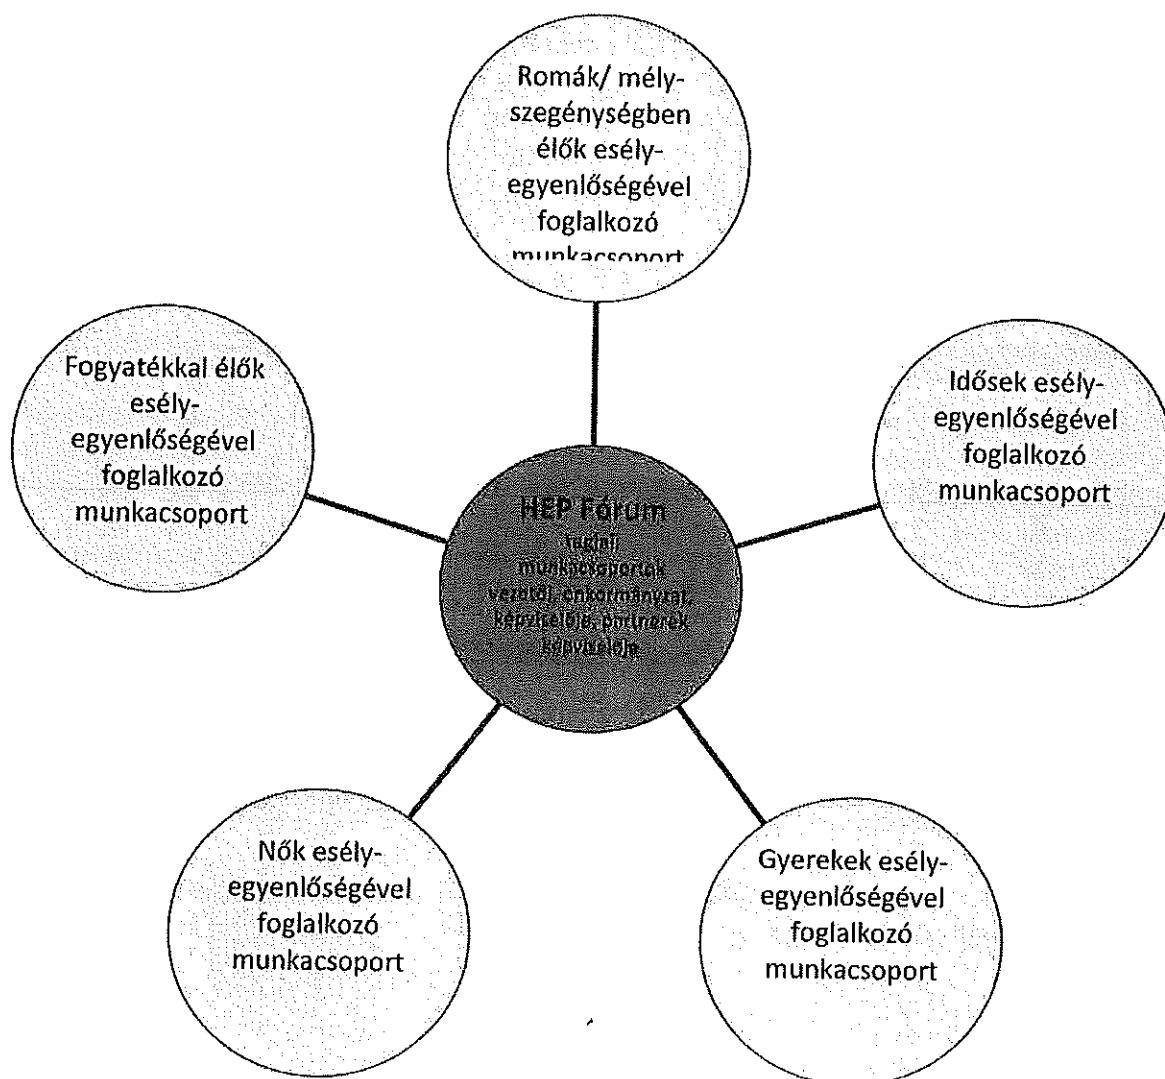 Romák/ mély-
szegénységben
élők esély-
egyenlőségével
foglalkozó
munkacsoport
Fogyatékkal élők
esély-
egyenlőségével
foglalkozó
munkacsoport
Idősek esély-
egyenlőségével
foglalkozó
munkacsoport
HEP Fórum
tagjai:
munkacsoportok
vezetői, önkormányzat,
képviselője, partnerek
képviselője
Nők esély-
egyenlőségével
foglalkozó
munkacsoport
Gyerekek esély-
egyenlőségével
foglalkozó
munkacsoport